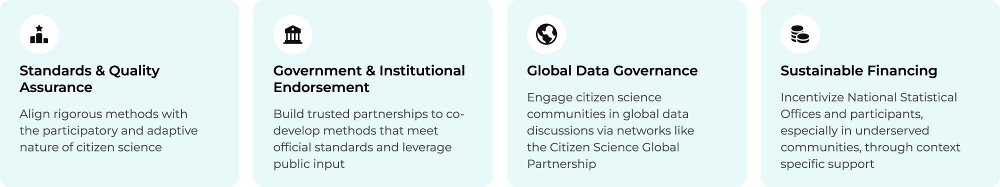 Standards & Quality
Assurance
Align rigorous methods with
the participatory and adaptive
nature of citizen science
Government & Institutional
Endorsement
Build trusted partnerships to co-
develop methods that meet
official standards and leverage
public input
Global Data Governance
Engage citizen science
communities in global data
discussions via networks like
the Citizen Science Global
Partnership
Sustainable Financing
Incentivize National Statistical
Offices and participants,
especially in underserved
communities, through context
specific support